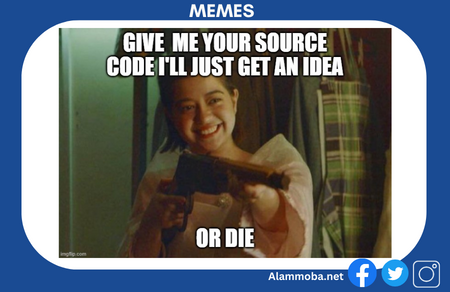 MEMES
GIVE ME YOUR SOURCE
CODE I'LL JUST GET AN IDEA
OR DIE
imgflip.com
Alammoba.net